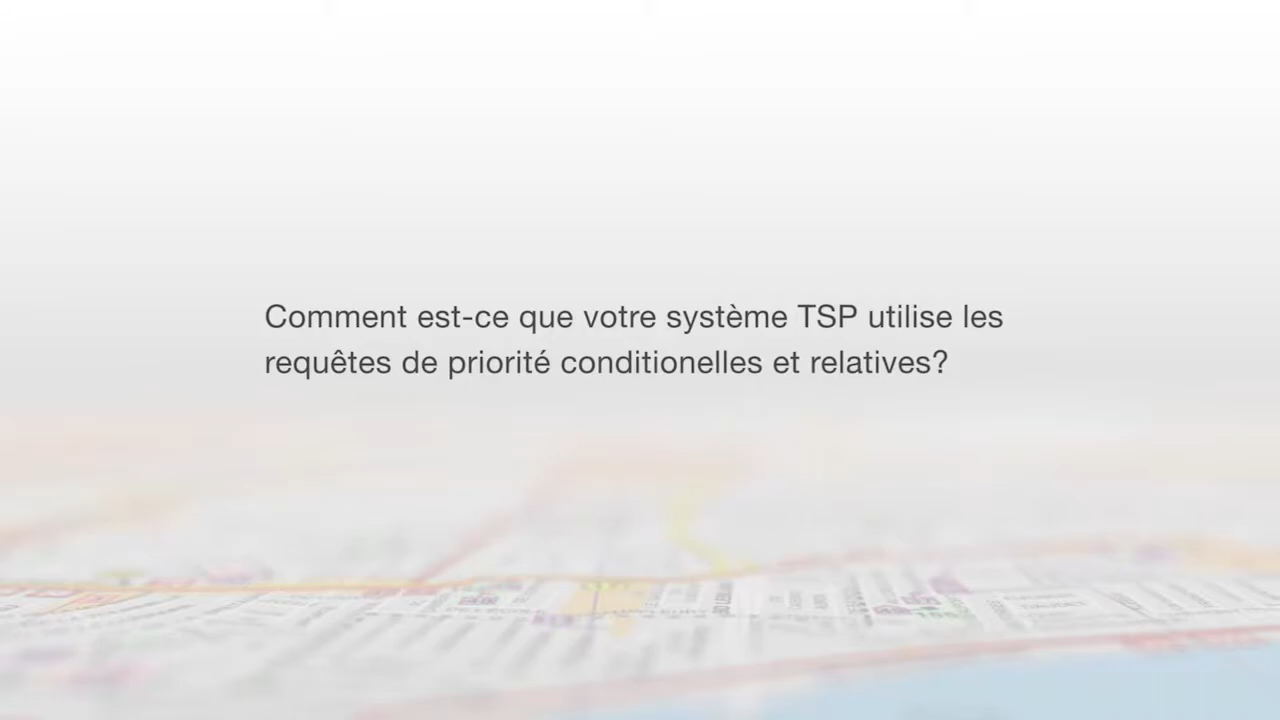 Comment est-ce que votre système TSP utilise les
requêtes de priorité conditionelles et relatives?